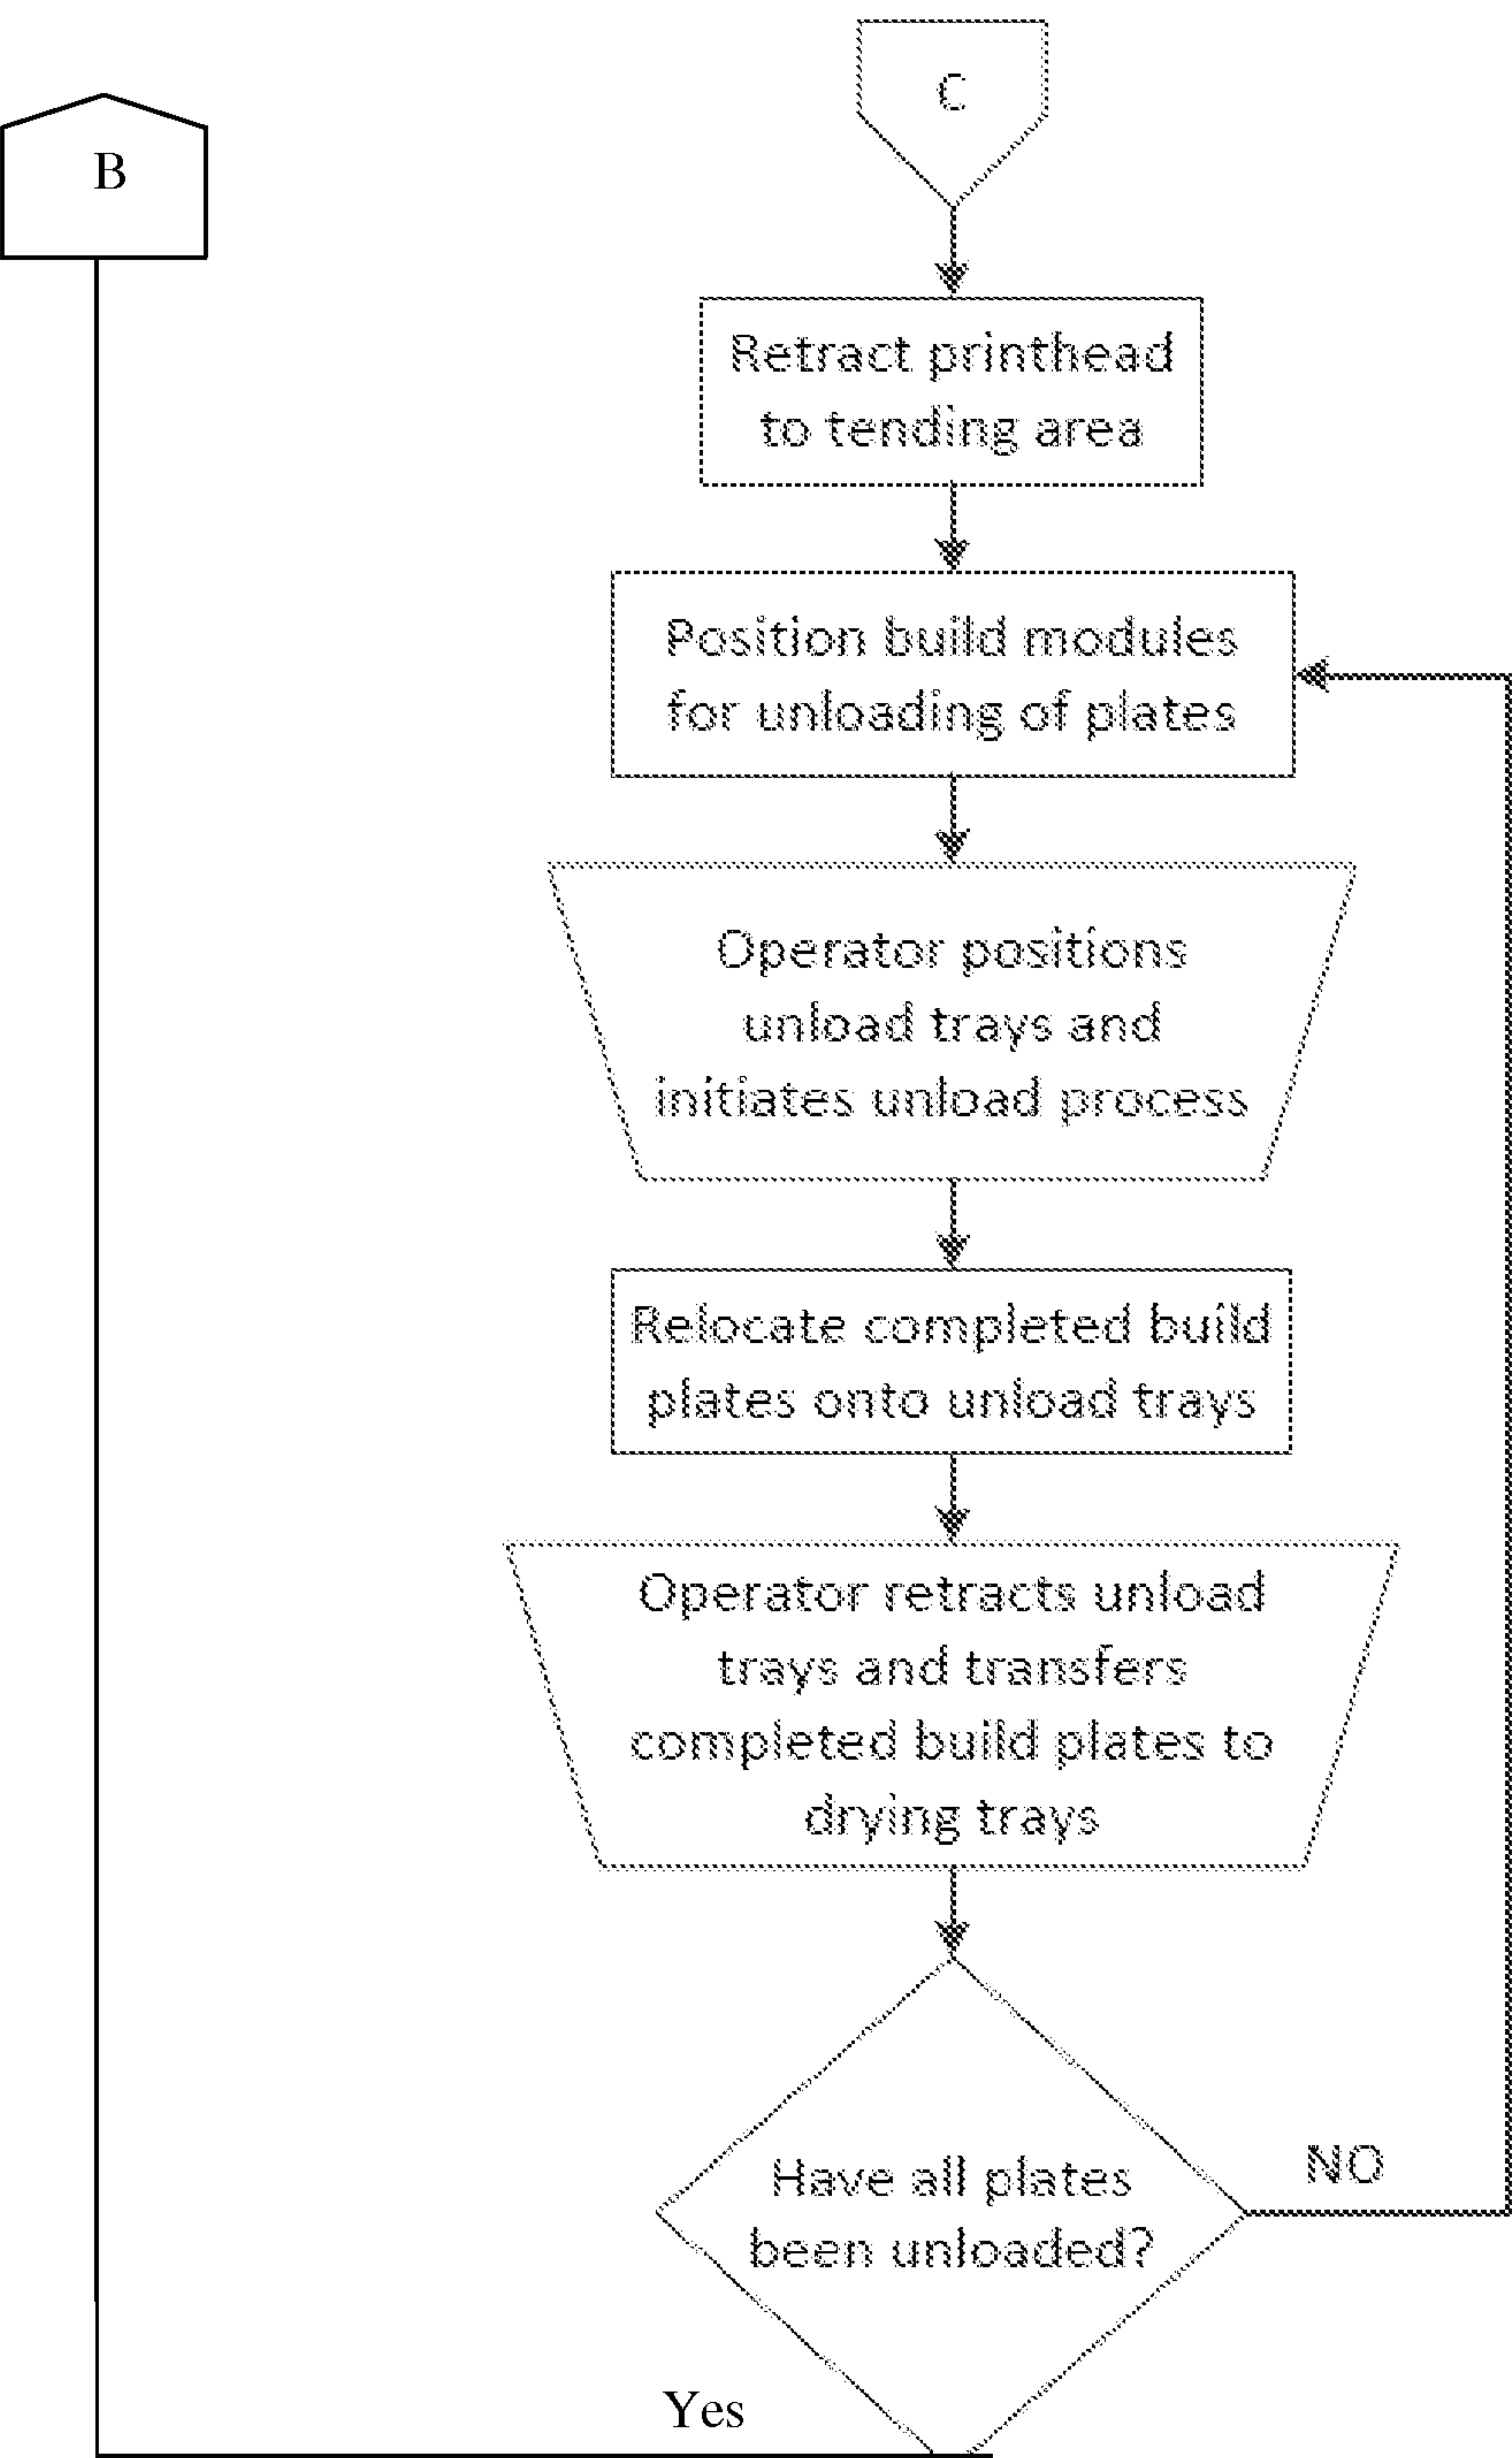 C
B
Retract printhead
to tending area
Position build modules
for unloading of plates
Operator positions
unload trays and
initiates unload process
Relocate completed build
plates onto unload trays
Operator retracts unload
trays and transfers
completed build plates to
drying trays
Have all plates
been unloaded?
NO
Yes